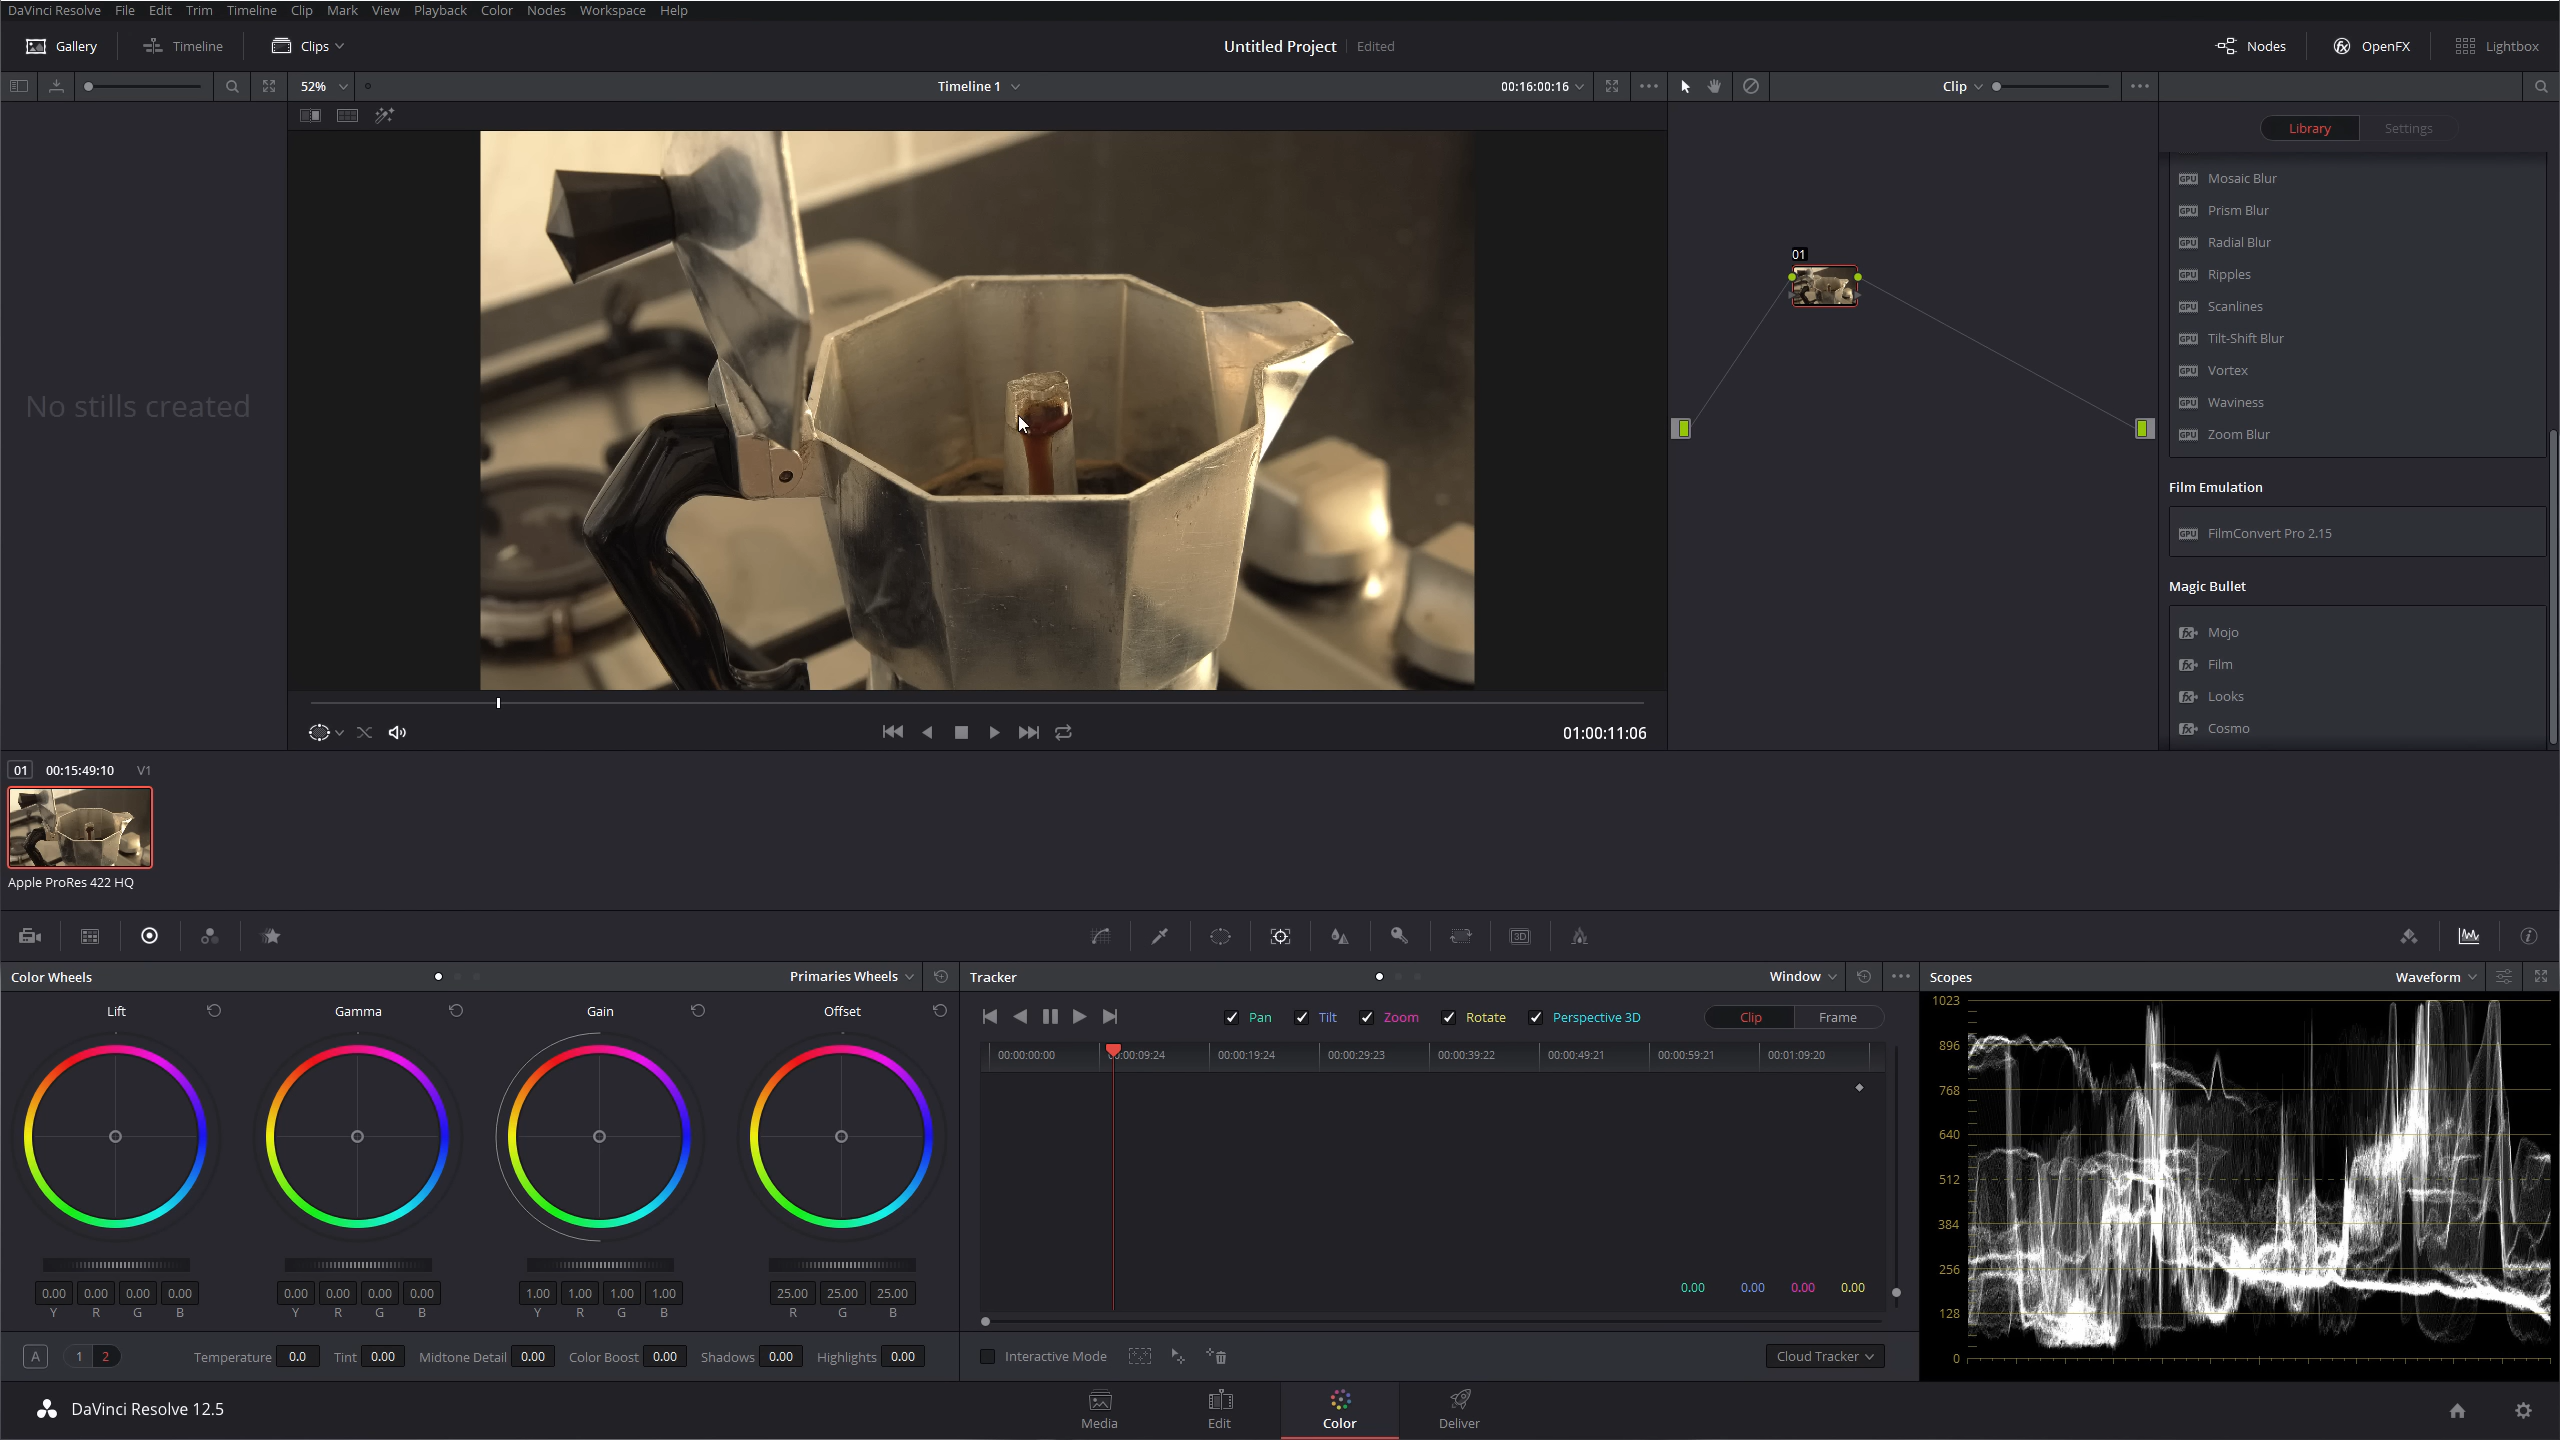 DaVinci Resolve File Edit Trim Timeline Clip Mark View Playback Color Nodes Workspace Help
Gallery Timeline Clips Untitled Project Edited Nodes OpenFX Lightbox
52% Timeline 1 00:16:00:16 Clip
Library Settings
No stills created
01
Mosaic Blur
Prism Blur
Radial Blur
Ripples
Scanlines
Tilt-Shift Blur
Vortex
Waviness
Zoom Blur
Film Emulation
FilmConvert Pro 2.15
Magic Bullet
Mojo
Film
Looks
Cosmo
01:00:11:06
01 00:15:49:10 V1
Apple ProRes 422 HQ
3D
Color Wheels Primaries Wheels Tracker Window Scopes Waveform
Lift Gamma Gain Offset
Pan Tilt Zoom Rotate Perspective 3D Clip Frame
00:00:00:00 00:00:09:24 00:00:19:24 00:00:29:23 00:00:39:22 00:00:49:21 00:00:59:21 00:01:09:20
1023
896
768
640
512
384
256
128
0
0.00 0.00 0.00 0.00 0.00 0.00 0.00 0.00 1.00 1.00 1.00 1.00 25.00 25.00 25.00
Y R G B Y R G B Y R G B R G B
0.00 0.00 0.00 0.00
A 1 2 Temperature 0.0 Tint 0.00 Midtone Detail 0.00 Color Boost 0.00 Shadows 0.00 Highlights 0.00
Interactive Mode Cloud Tracker
DaVinci Resolve 12.5 Media Edit Color Deliver